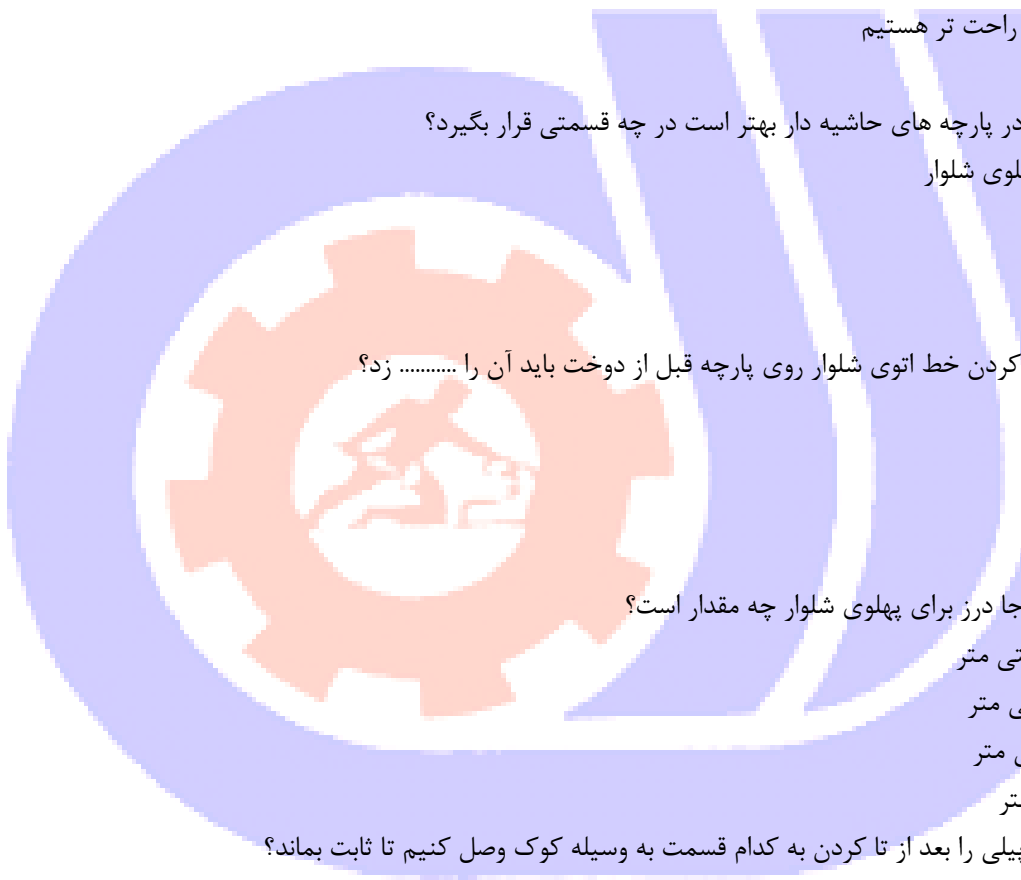 راحت تر هستیم
در پارچه های حاشیه دار بهتر است در چه قسمتی قرار بگیرد؟
لوی شلوار
کردن خط اتوی شلوار روی پارچه قبل از دوخت باید آن را .......... زد؟
جا درز برای پهلوی شلوار چه مقدار است؟
تی متر
ی متر
ی متر
تر
پیلی را بعد از تا کردن به کدام قسمت به وسیله کوک وصل کنیم تا ثابت بماند؟